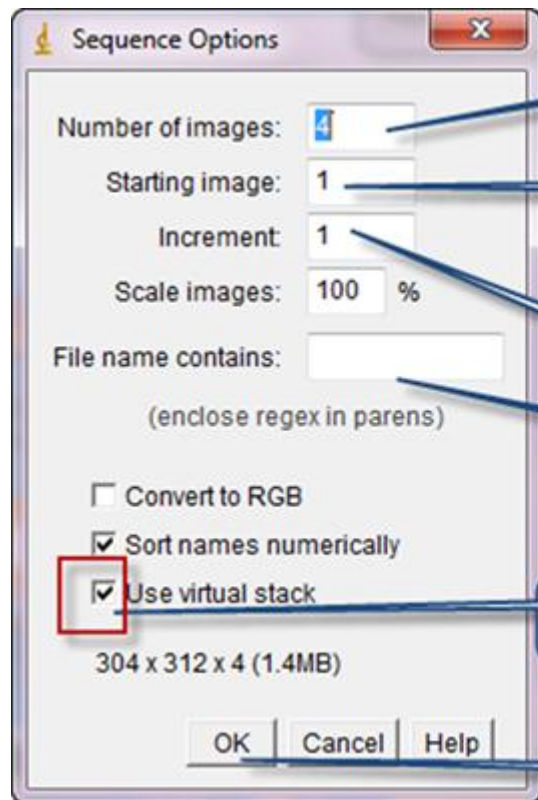 Sequence Options
Number of images: 4
Starting image: 1
Increment: 1
Scale images: 100 %
File name contains:
(enclose regex in parens)
Convert to RGB
Sort names numerically
Use virtual stack
304 x 312 x 4 (1.4MB)
OK Cancel Help